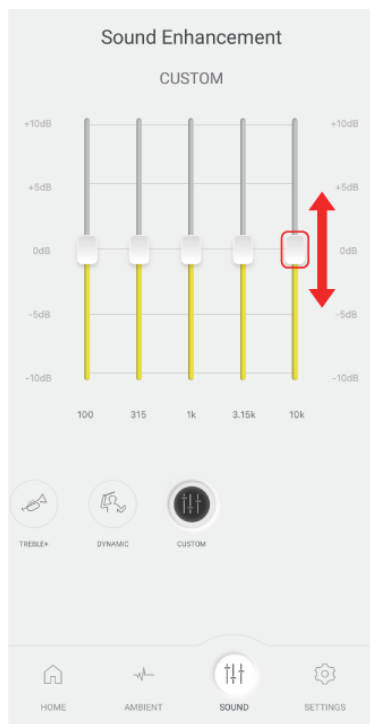 Sound Enhancement
CUSTOM
+10dB +10dB
+5dB +5dB
0dB 0dB
-5dB -5dB
-10dB -10dB
100 315 1k 3.15k 10k
TREBLE+ DYNAMIC CUSTOM
HOME AMBIENT SOUND SETTINGS